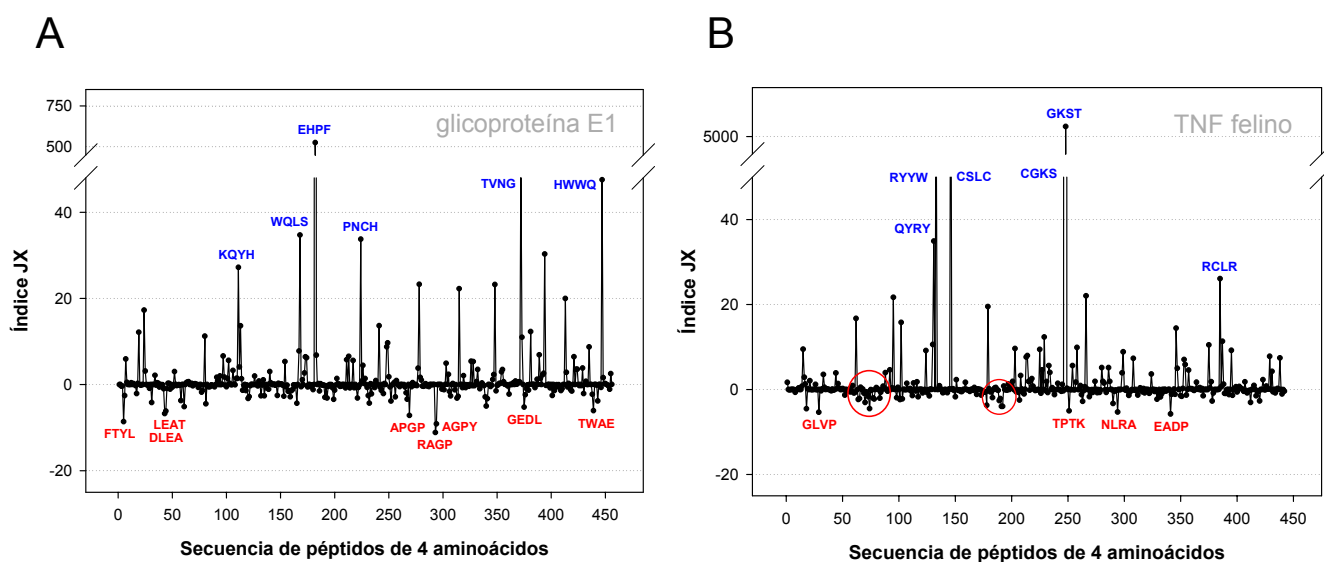 A
glicoproteína E1
750
500
40
20
0
-20
Índice JX
EHPF
TVNG
HWWQ
WQLS
PNCH
KQYH
FTYL
LEAT
DLEA
APGP
RAGP
AGPY
GEDL
TWAE
0 50 100 150 200 250 300 350 400 450
Secuencia de péptidos de 4 aminoácidos
B
TNF felino
5000
40
20
0
-20
Índice JX
GKST
RYYW
CSLC
CGKS
QYRY
RCLR
GLVP
TPTK
NLRA
EADP
0 50 100 150 200 250 300 350 400 450
Secuencia de péptidos de 4 aminoácidos